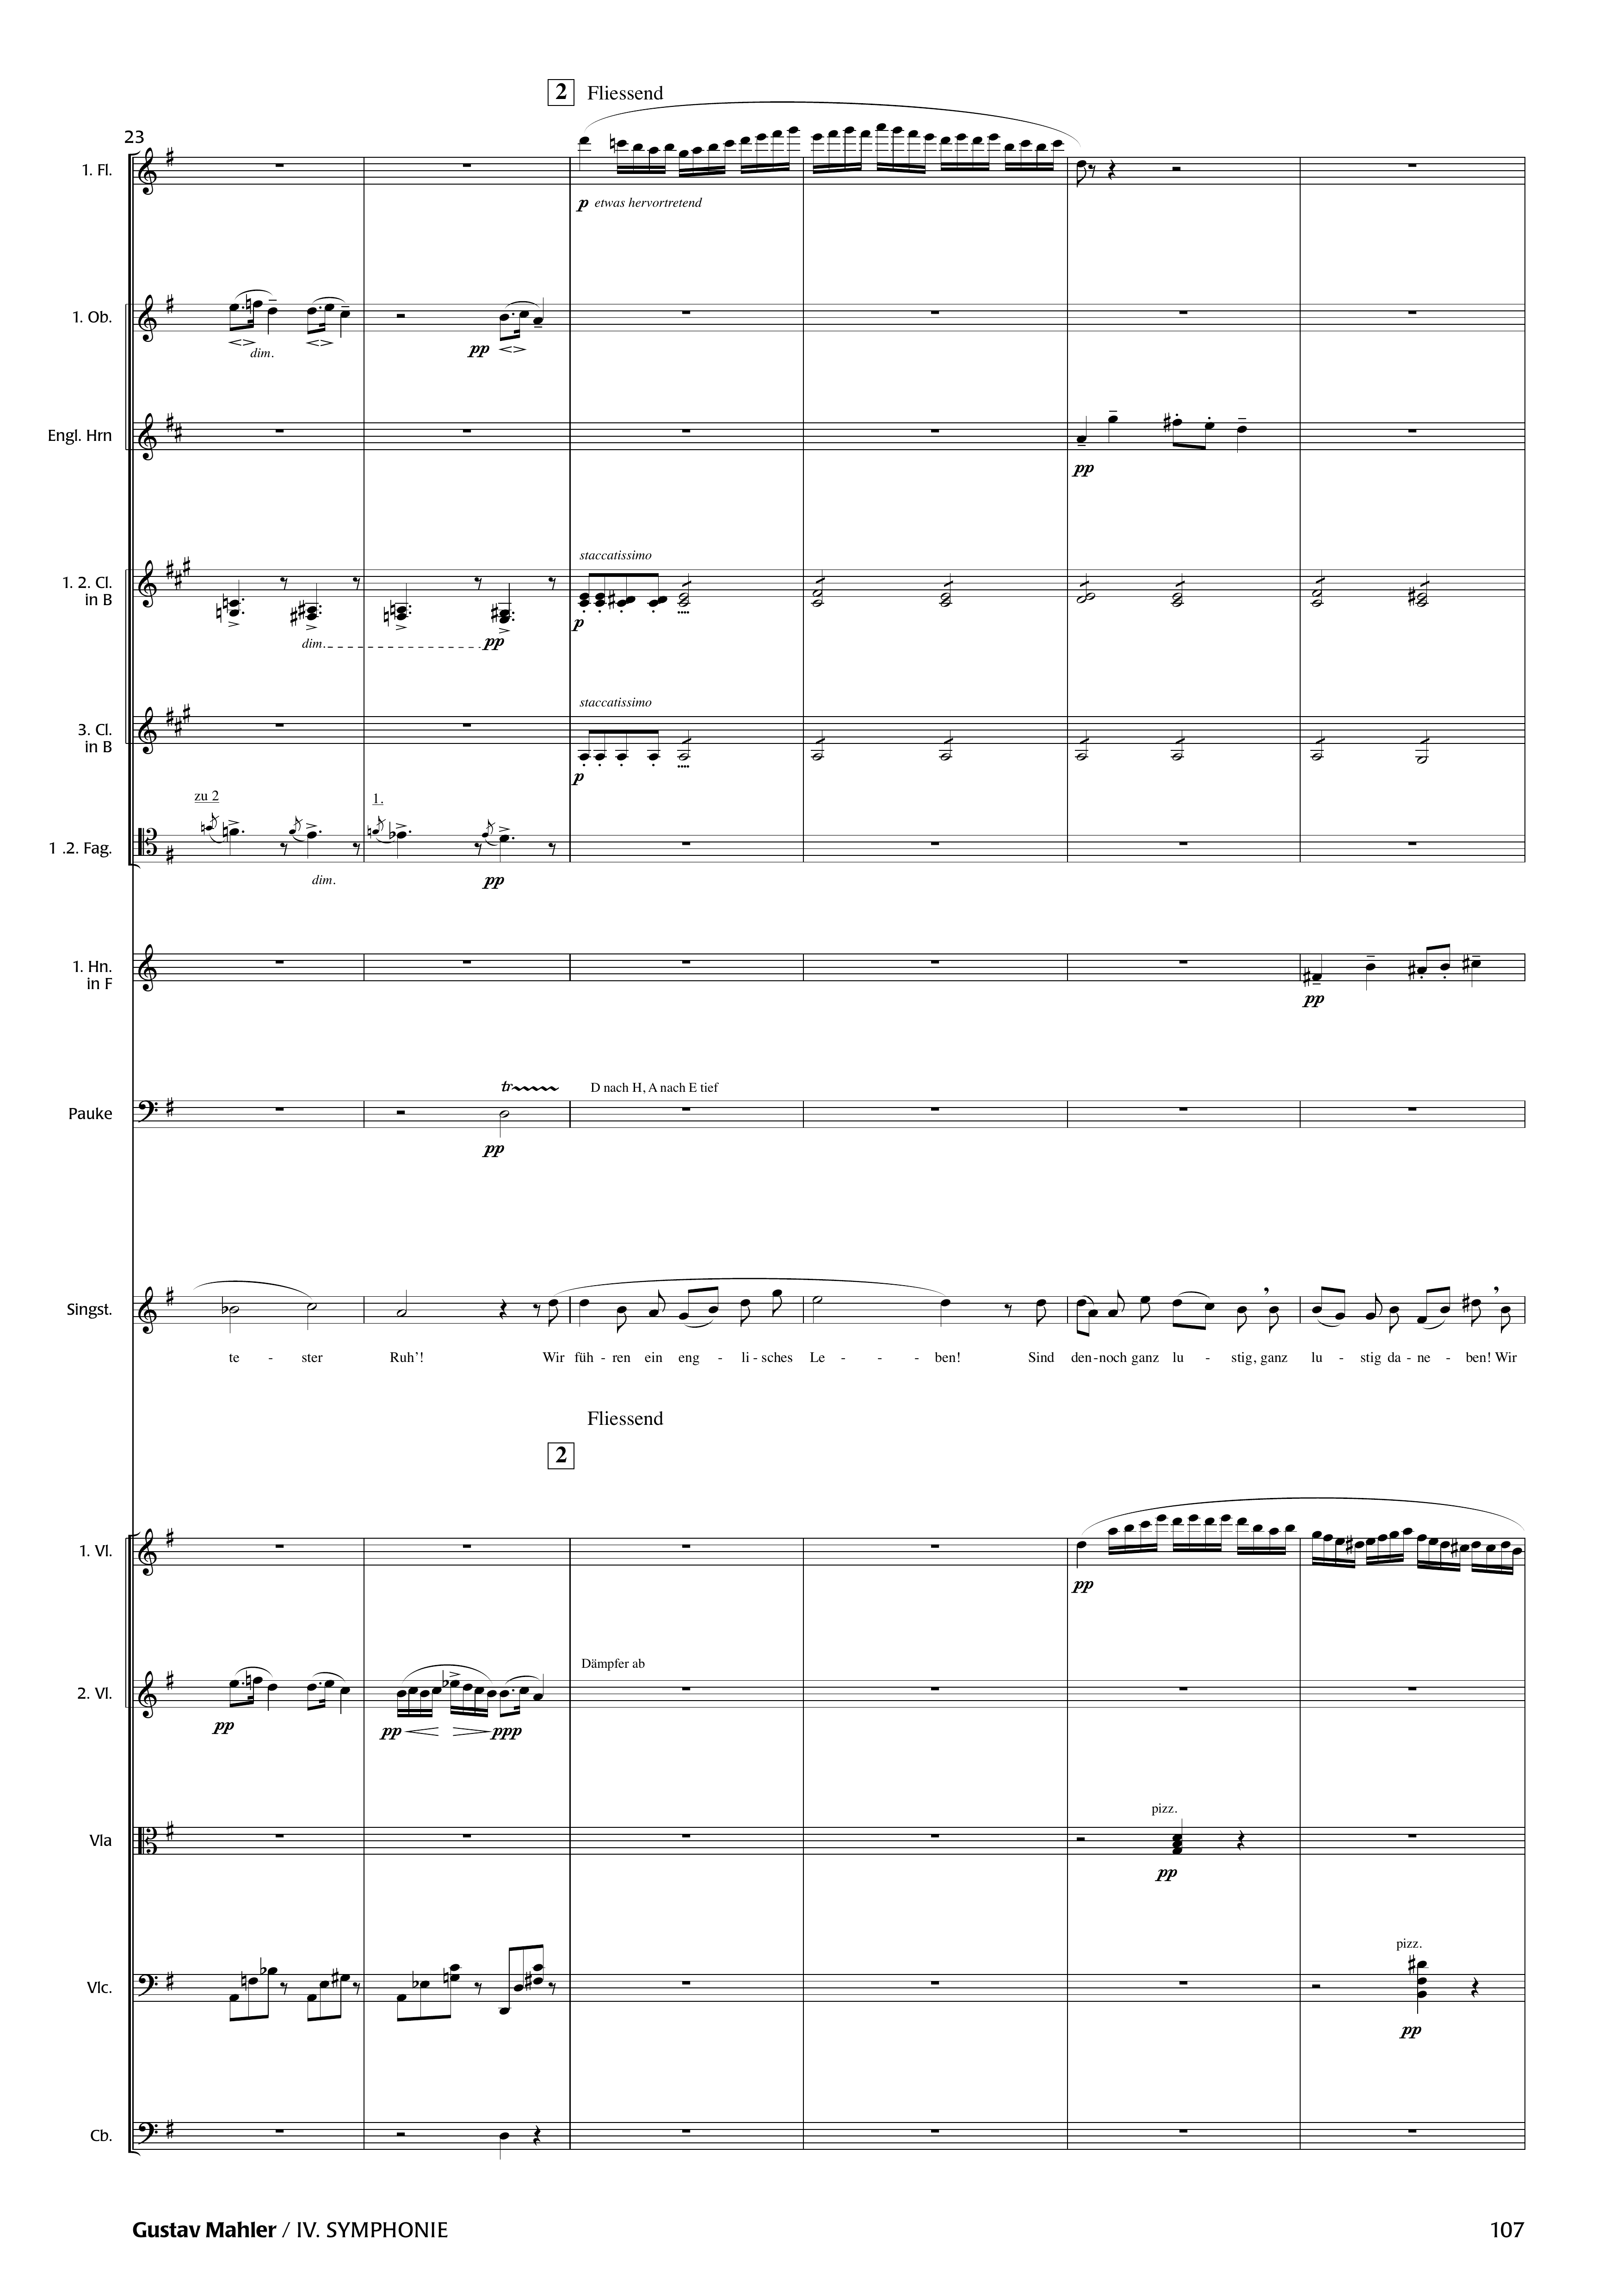 2 Fliessend
23
1. Fl.
p etwas hervortretend
1. Ob.
dim.
pp
Engl. Hrn
pp
staccatissimo
1. 2. Cl.
in B
p
dim. pp
staccatissimo
3. Cl.
in B
p
zu 2
1.
1 .2. Fag.
dim.
pp
1. Hn.
in F
pp
tr
D nach H, A nach E tief
Pauke
pp
Singst.
te - ster Ruh'! Wir füh - ren ein eng - li - sches Le - - - ben! Sind den - noch ganz lu - stig, ganz lu - stig da - ne - ben! Wir
Fliessend
2
1. Vl.
pp
Dämpfer ab
2. Vl.
pp pp ppp
pizz.
Vla
pp
pizz.
Vlc.
pp
Cb.
Gustav Mahler / IV. SYMPHONIE 107